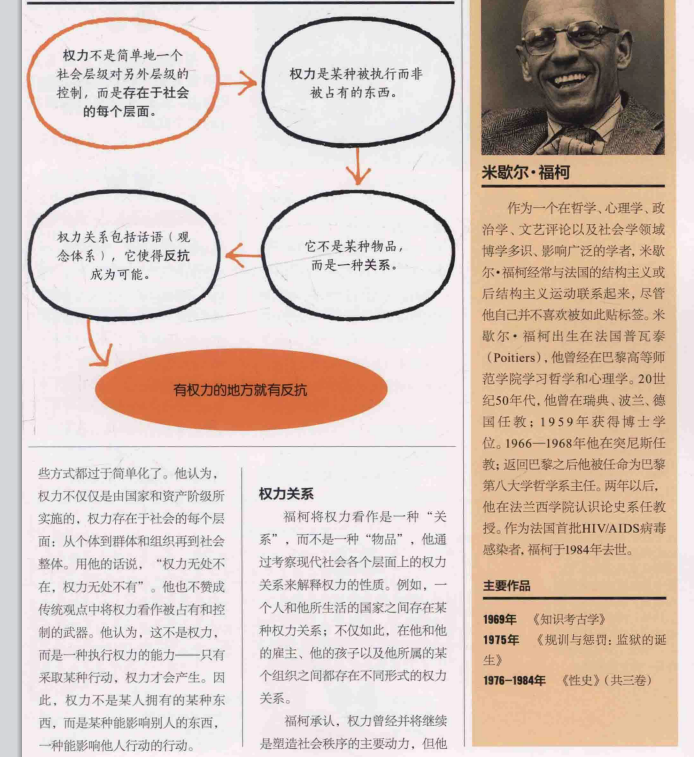 权力不是简单地一个
社会层级对另外层级的
控制，而是存在于社会
的每个层面。
权力是某种被执行而非
被占有的东西。
它不是某种物品，
而是一种关系。
权力关系包括话语（观
念体系），它使得反抗
成为可能。
有权力的地方就有反抗
些方式都过于简单化了。他认为，
权力不仅仅是由国家和资产阶级所
实施的，权力存在于社会的每个层
面：从个体到群体和组织再到社会
整体。用他的话说，“权力无处不
在，权力无处不有”。他也不赞成
传统观点中将权力看作被占有和控
制的武器。他认为，这不是权力，
而是一种执行权力的能力——只有
采取某种行动，权力才会产生。因
此，权力不是某人拥有的某种东
西，而是某种能影响别人的东西，
一种能影响他人行动的行动。
权力关系
福柯将权力看作是一种“关
系”，而不是一种“物品”，他通
过考察现代社会各个层面上的权力
关系来解释权力的性质。例如，一
个人和他所生活的国家之间存在某
种权力关系；不仅如此，在他和他
的雇主、他的孩子以及他所属的某
个组织之间都存在不同形式的权力
关系。
福柯承认，权力曾经并将继续
是塑造社会秩序的主要动力，但他
米歇尔·福柯
作为一个在哲学、心理学、政
治学、文艺评论以及社会学领域
博学多识、影响广泛的学者，米歇
尔·福柯经常与法国的结构主义或
后结构主义运动联系起来，尽管
他自己并不喜欢被如此贴标签。米
歇尔·福柯出生在法国普瓦泰
（Poitiers），他曾经在巴黎高等师
范学院学习哲学和心理学。20世
纪50年代，他曾在瑞典、波兰、德
国任教；1959年获得博士学
位。1966—1968年他在突尼斯任
教；返回巴黎之后他被任命为巴黎
第八大学哲学系主任。两年以后，
他在法兰西学院认识论史系任教
授。作为法国首批HIV/AIDS病毒
感染者，福柯于1984年去世。
主要作品
1969年 《知识考古学》
1975年 《规训与惩罚：监狱的诞
生》
1976–1984年 《性史》（共三卷）